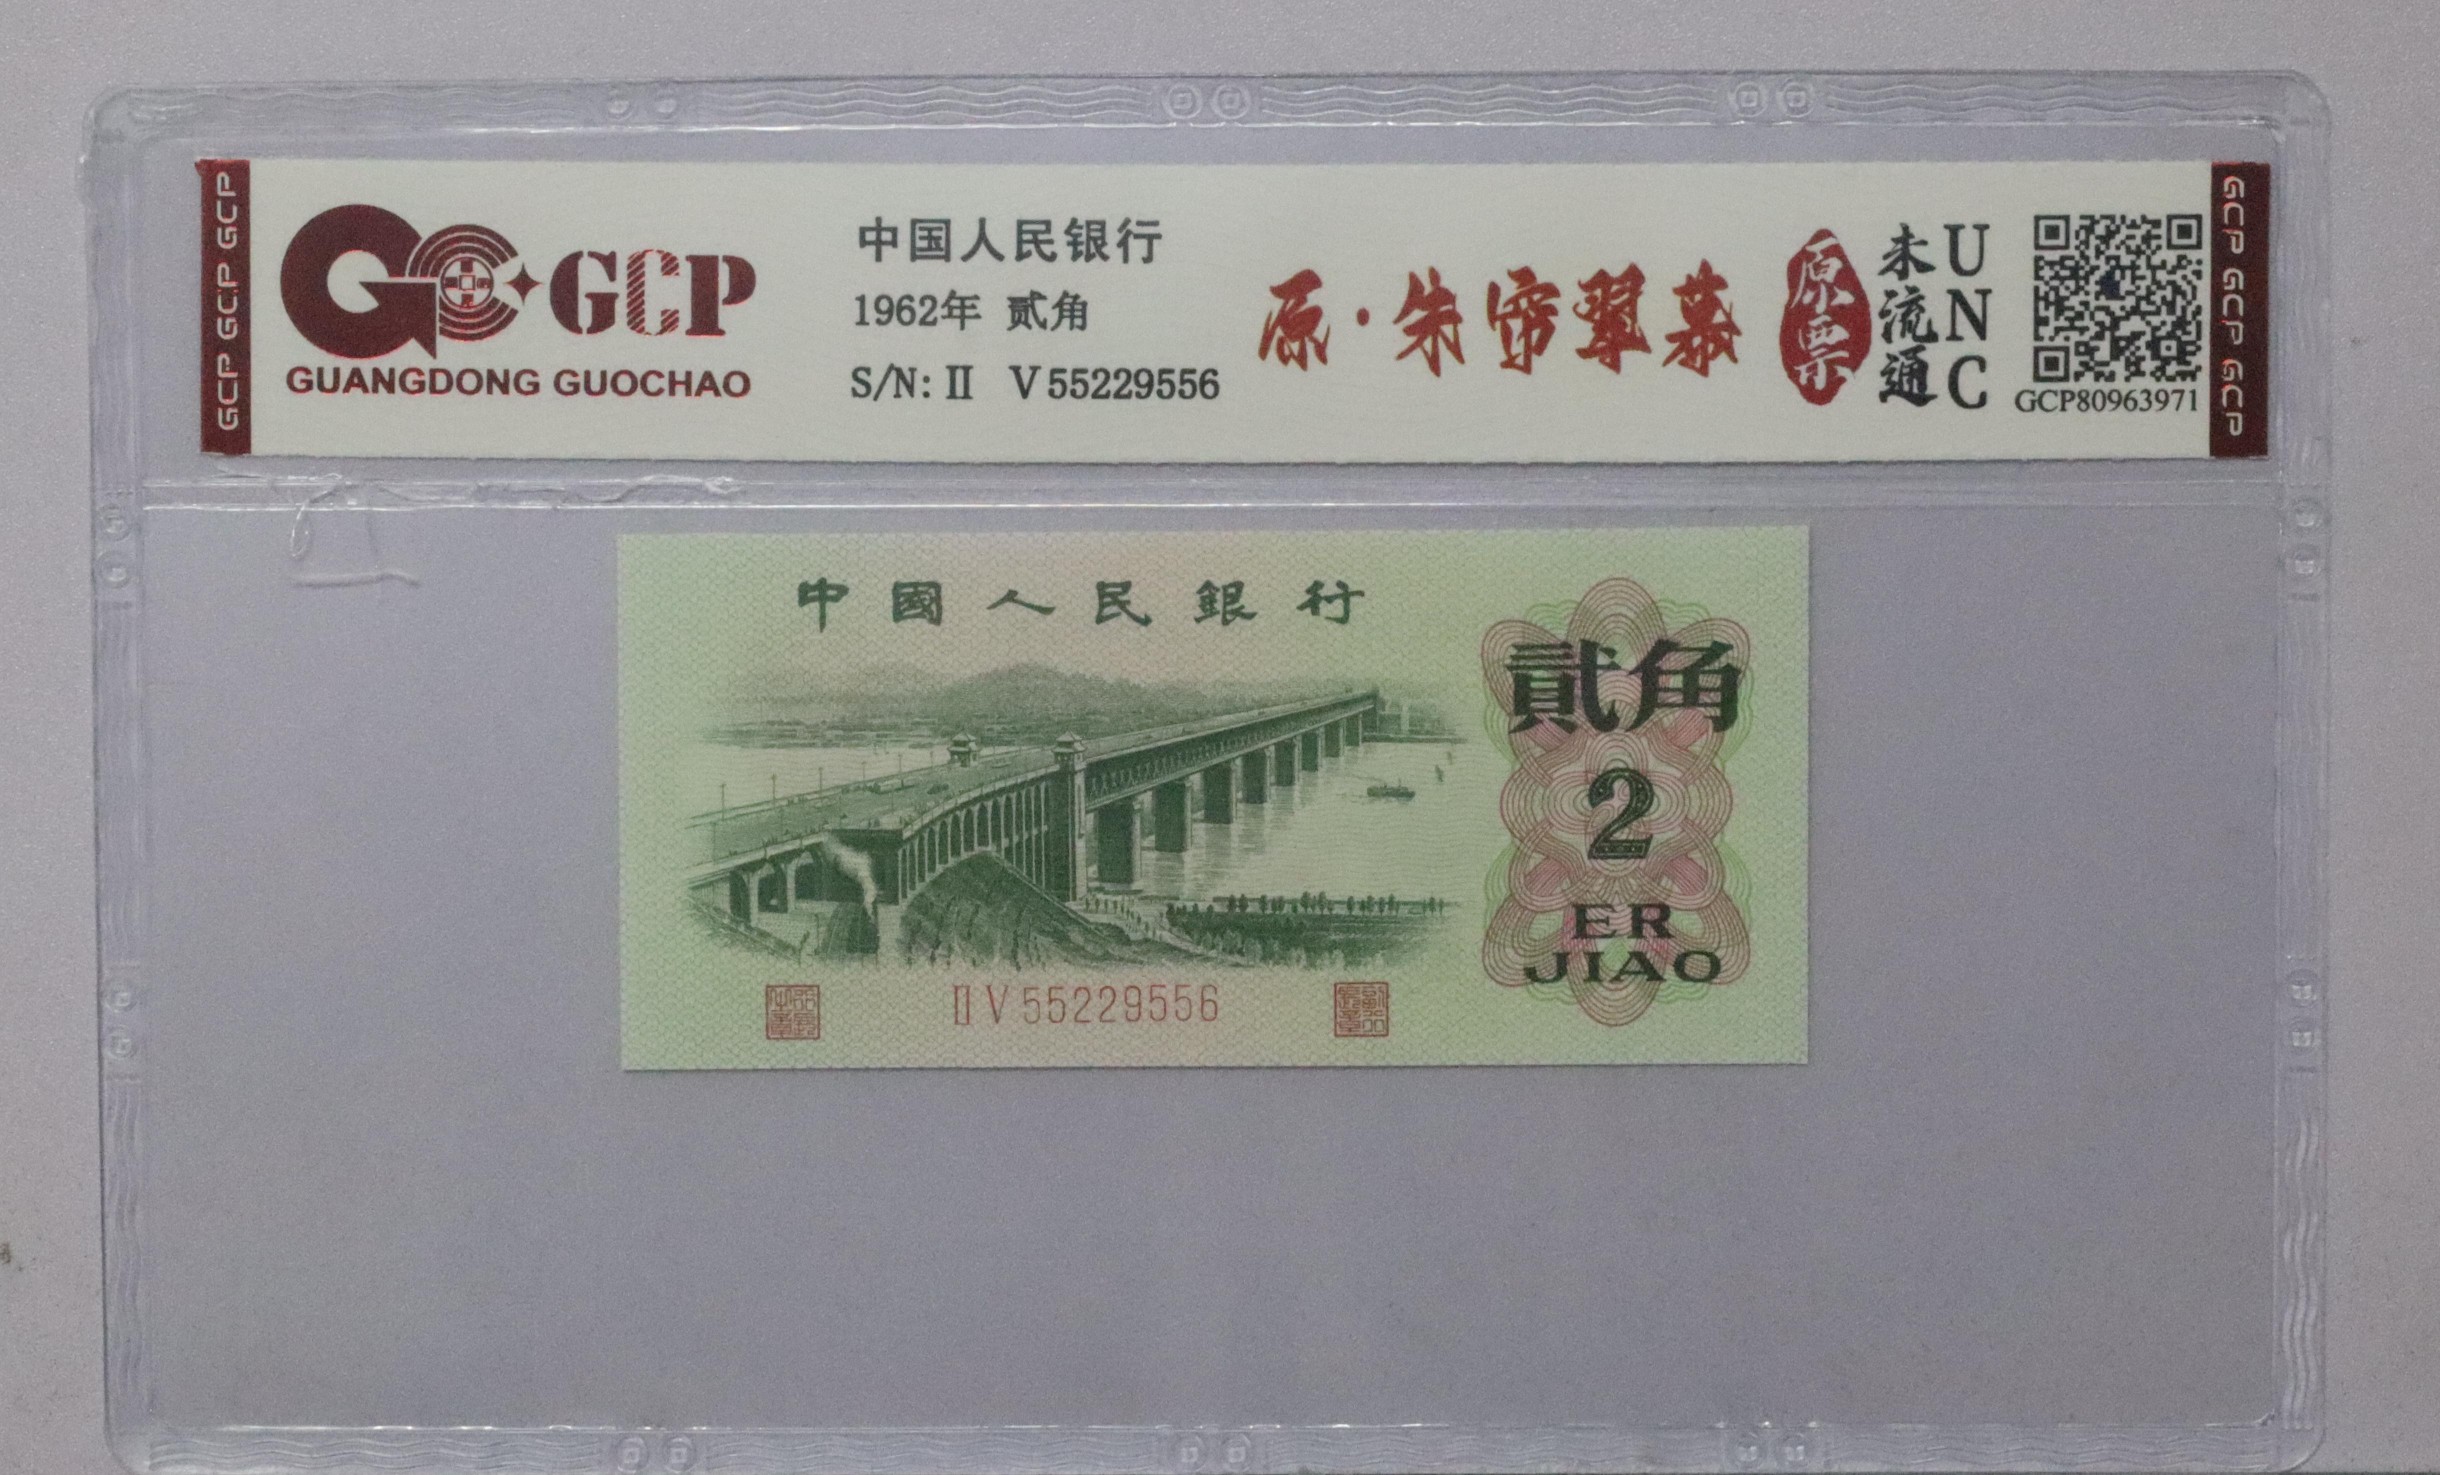 GCP GCP GCP
GCP
GUANGDONG GUOCHAO
中国人民银行
1962年 贰角
S/N: II V 55229556
原·朱帘翠幕
原票
未流通
UNC
GCP80963971
GCP GCP GCP
中國人民銀行
貳角
2
ER
JIAO
II V 55229556